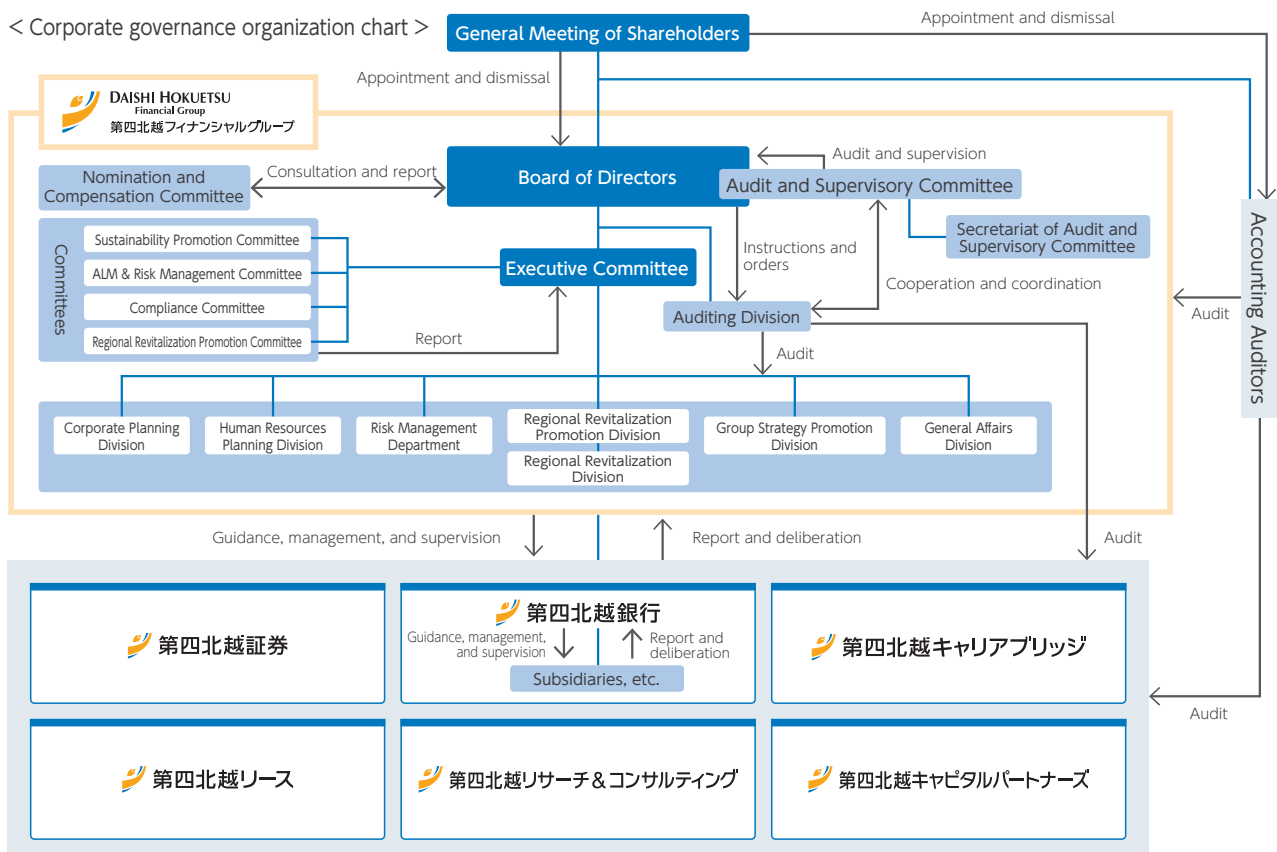 < Corporate governance organization chart >
General Meeting of Shareholders
Appointment and dismissal
Appointment and dismissal
DAISHI HOKUETSU
Financial Group
第四北越フィナンシャルグループ
Nomination and
Compensation Committee
Consultation and report
Board of Directors
Audit and supervision
Audit and Supervisory Committee
Secretariat of Audit and
Supervisory Committee
Committees
Sustainability Promotion Committee
ALM & Risk Management Committee
Compliance Committee
Regional Revitalization Promotion Committee
Executive Committee
Report
Instructions and
orders
Cooperation and coordination
Auditing Division
Audit
Accounting Auditors
Audit
Corporate Planning
Division
Human Resources
Planning Division
Risk Management
Department
Regional Revitalization
Promotion Division
Regional Revitalization
Division
Group Strategy Promotion
Division
General Affairs
Division
Guidance, management, and supervision
Report and deliberation
Audit
第四北越証券
第四北越銀行
Guidance, management,
and supervision
Report and
deliberation
Subsidiaries, etc.
第四北越キャリアブリッジ
Audit
第四北越リース
第四北越リサーチ&コンサルティング
第四北越キャピタルパートナーズ